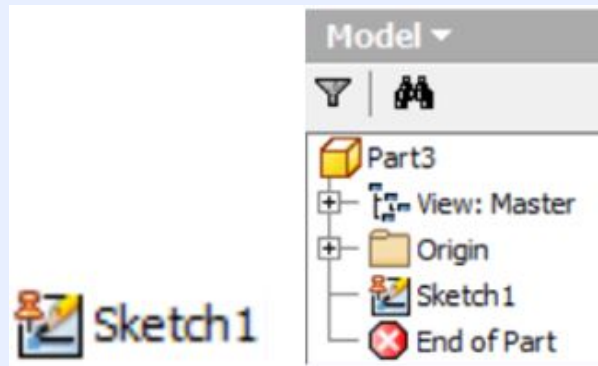 Model
Part3
View: Master
Origin
Sketch1
End of Part
Sketch1